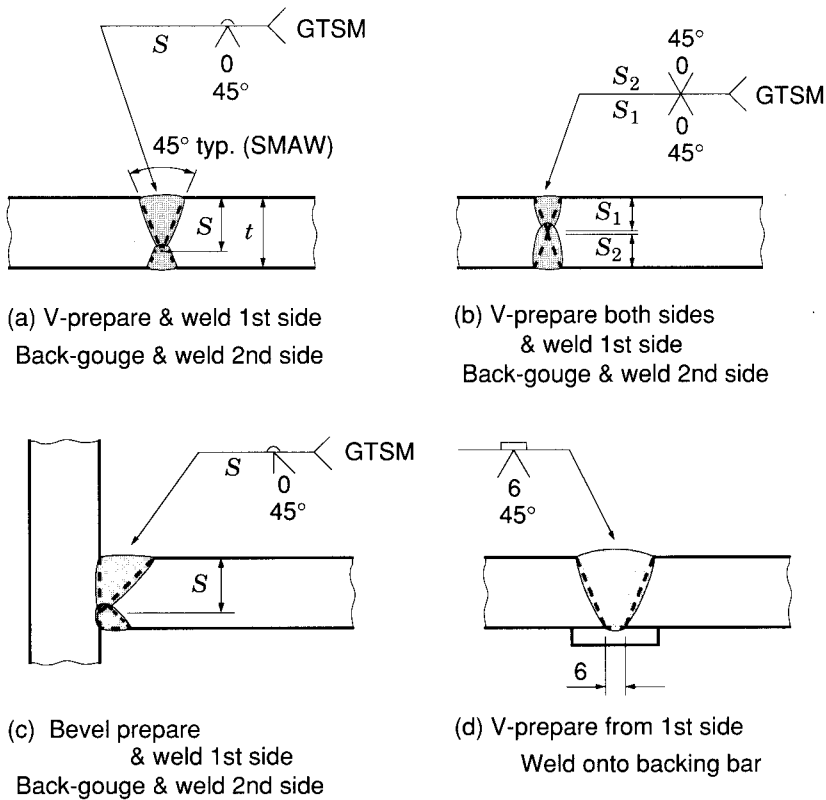 S
GTSM
0
45°
45° typ. (SMAW)
S
t
(a) V-prepare & weld 1st side
Back-gouge & weld 2nd side
45°
0
S2
S1
GTSM
0
45°
S1
S2
(b) V-prepare both sides
& weld 1st side
Back-gouge & weld 2nd side
S
GTSM
0
45°
S
(c) Bevel prepare
& weld 1st side
Back-gouge & weld 2nd side
6
45°
6
(d) V-prepare from 1st side
Weld onto backing bar